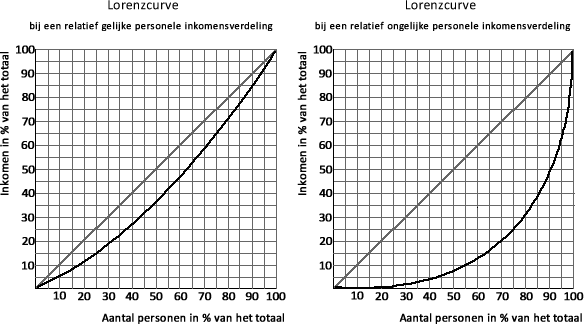 Lorenzcurve
bij een relatief gelijke personele inkomensverdeling
Inkomen in % van het totaal
100
90
80
70
60
50
40
30
20
10
10 20 30 40 50 60 70 80 90 100
Aantal personen in % van het totaal
Lorenzcurve
bij een relatief ongelijke personele inkomensverdeling
Inkomen in % van het totaal
100
90
80
70
60
50
40
30
20
10
10 20 30 40 50 60 70 80 90 100
Aantal personen in % van het totaal